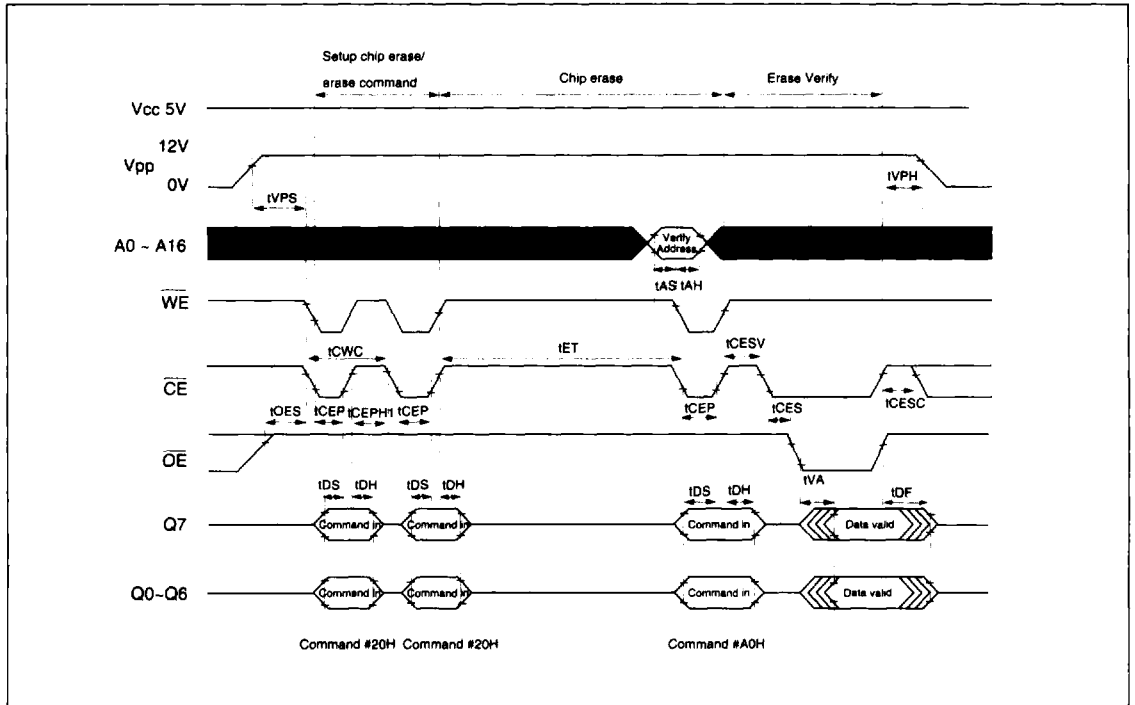 Setup chip erase/
erase command
Chip erase
Erase Verify
Vcc 5V
12V
Vpp
0V
tVPS
tVPH
A0 ~ A16
Verify
Address
tAS tAH
WE
tCWC
tET
tCESV
CE
tOES
tCEP
tCEPH1
tCEP
tCEP
tCES
tCESC
OE
tVA
tDS tDH tDS tDH tDS tDH tDF
Q7
Command in
Command in
Command in
Data valid
Q0~Q6
Command in
Command in
Command in
Data valid
Command #20H Command #20H Command #A0H